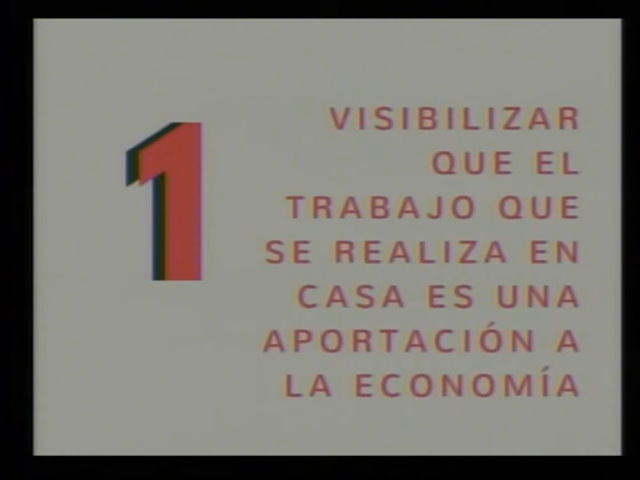 1
VISIBILIZAR
QUE EL
TRABAJO QUE
SE REALIZA EN
CASA ES UNA
APORTACIÓN A
LA ECONOMÍA